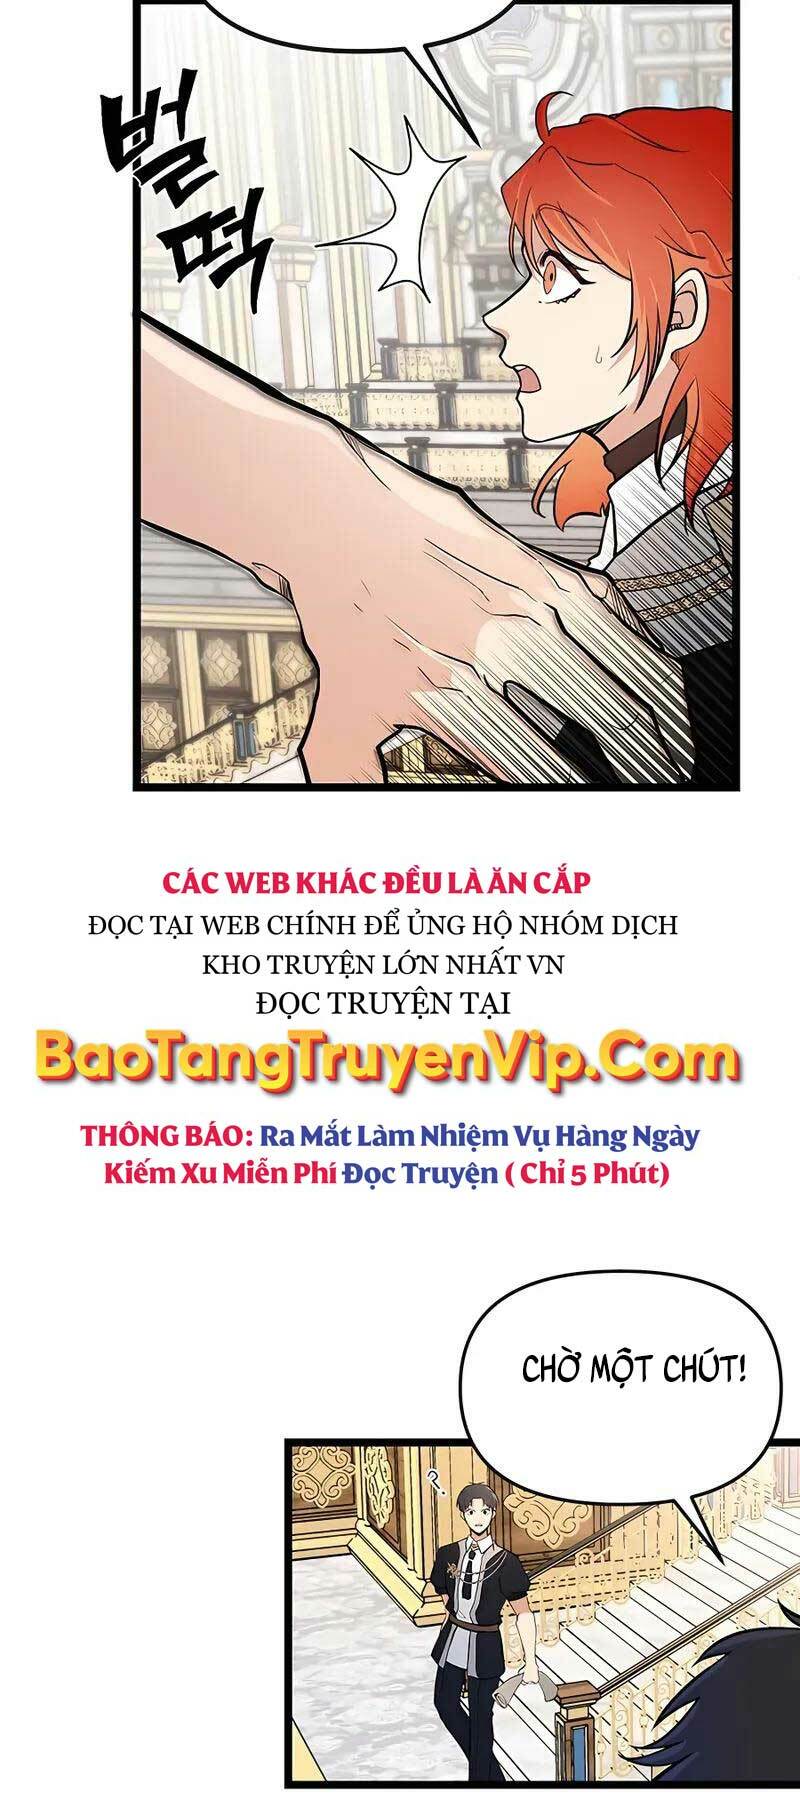 벌떡
CÁC WEB KHÁC ĐỀU LÀ ĂN CẮP
ĐỌC TẠI WEB CHÍNH ĐỂ ỦNG HỘ NHÓM DỊCH
KHO TRUYỆN LỚN NHẤT VN
ĐỌC TRUYỆN TẠI
BaoTangTruyenVip.Com
THÔNG BÁO: Ra Mắt Làm Nhiệm Vụ Hàng Ngày
Kiếm Xu Miễn Phí Đọc Truyện ( Chỉ 5 Phút)
CHỜ MỘT CHÚT!
?